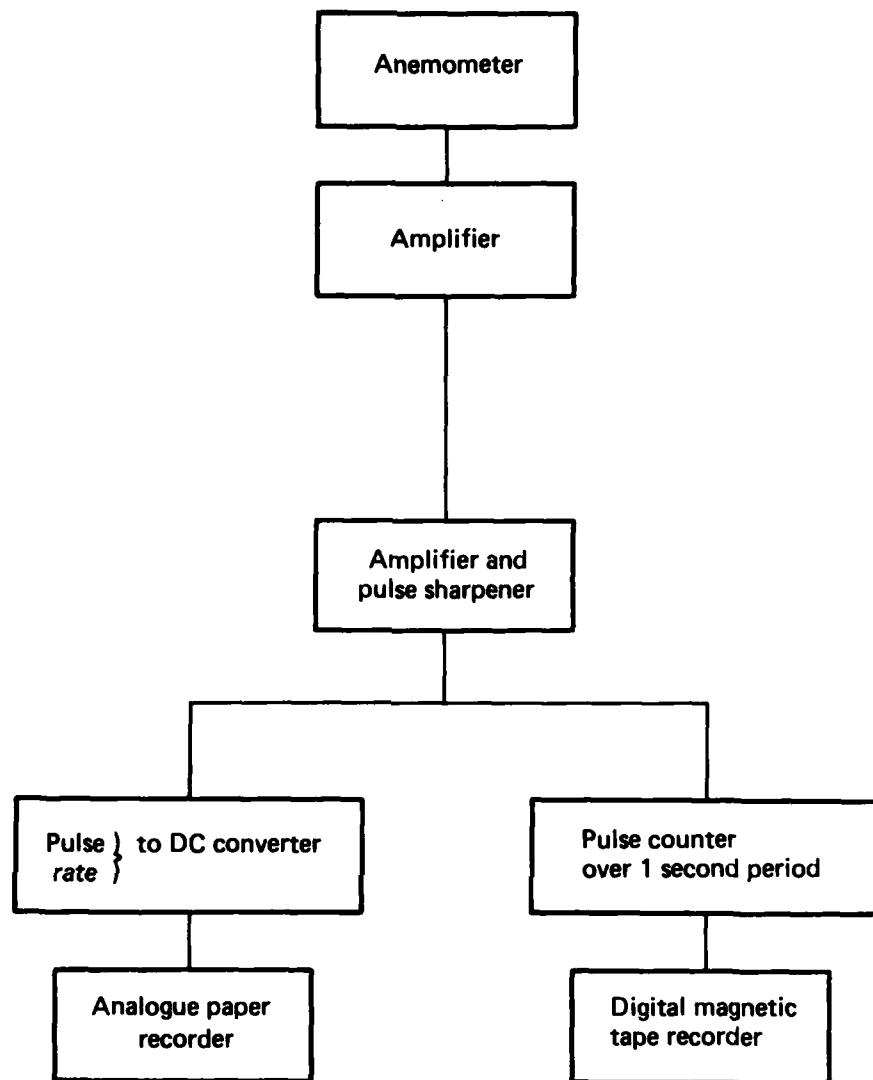 Anemometer
Amplifier
Amplifier and
pulse sharpener
Pulse } to DC converter
rate
Pulse counter
over 1 second period
Analogue paper
recorder
Digital magnetic
tape recorder